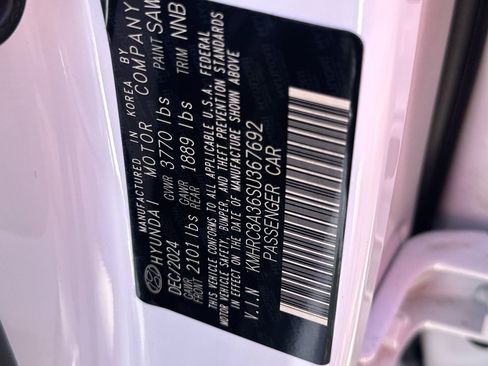 MANUFACTURED IN KOREA BY
HYUNDAI MOTOR COMPANY
DEC/2024 GVWR 3770 lbs PAINT SAW
GAWR FRONT 2101 lbs GAWR REAR 1889 lbs TRIM NNB
THIS VEHICLE CONFORMS TO ALL APPLICABLE U.S.A. FEDERAL
MOTOR VEHICLE SAFETY, BUMPER, AND THEFT PREVENTION STANDARDS
IN EFFECT ON THE DATE OF MANUFACTURE SHOWN ABOVE
V.I.N KMHRC8A36SU367692
PASSENGER CAR